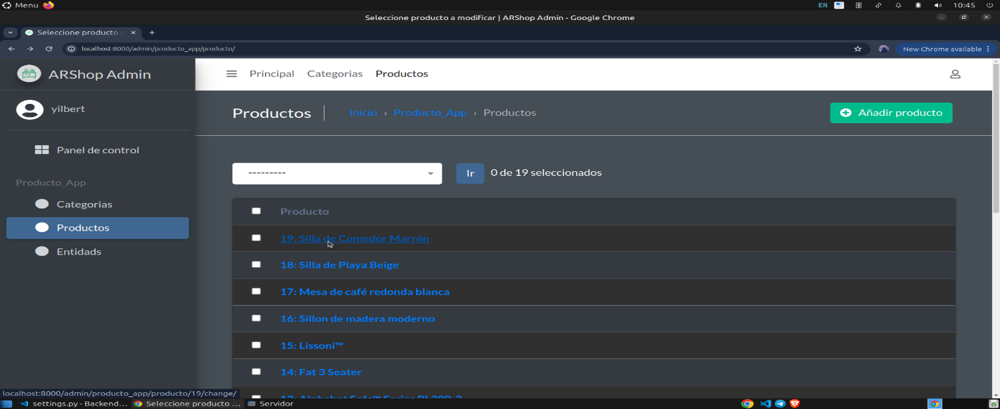 Menu
EN
10:45
Seleccione producto a modificar | ARShop Admin - Google Chrome
Seleccione producto a
localhost:8000/admin/producto_app/producto/
New Chrome available
ARShop Admin
Principal Categorias Productos
yilbert
Productos
Inicio › Producto_App › Productos
Añadir producto
Panel de control
Producto_App
Categorias
Productos
Entidads
---------
Ir
0 de 19 seleccionados
Producto
19: Silla de Comedor Marrón
18: Silla de Playa Beige
17: Mesa de café redonda blanca
16: Sillon de madera moderno
15: Lissoni™
14: Fat 3 Seater
localhost:8000/admin/producto_app/producto/19/change/
settings.py - Backend... Seleccione producto ... Servidor